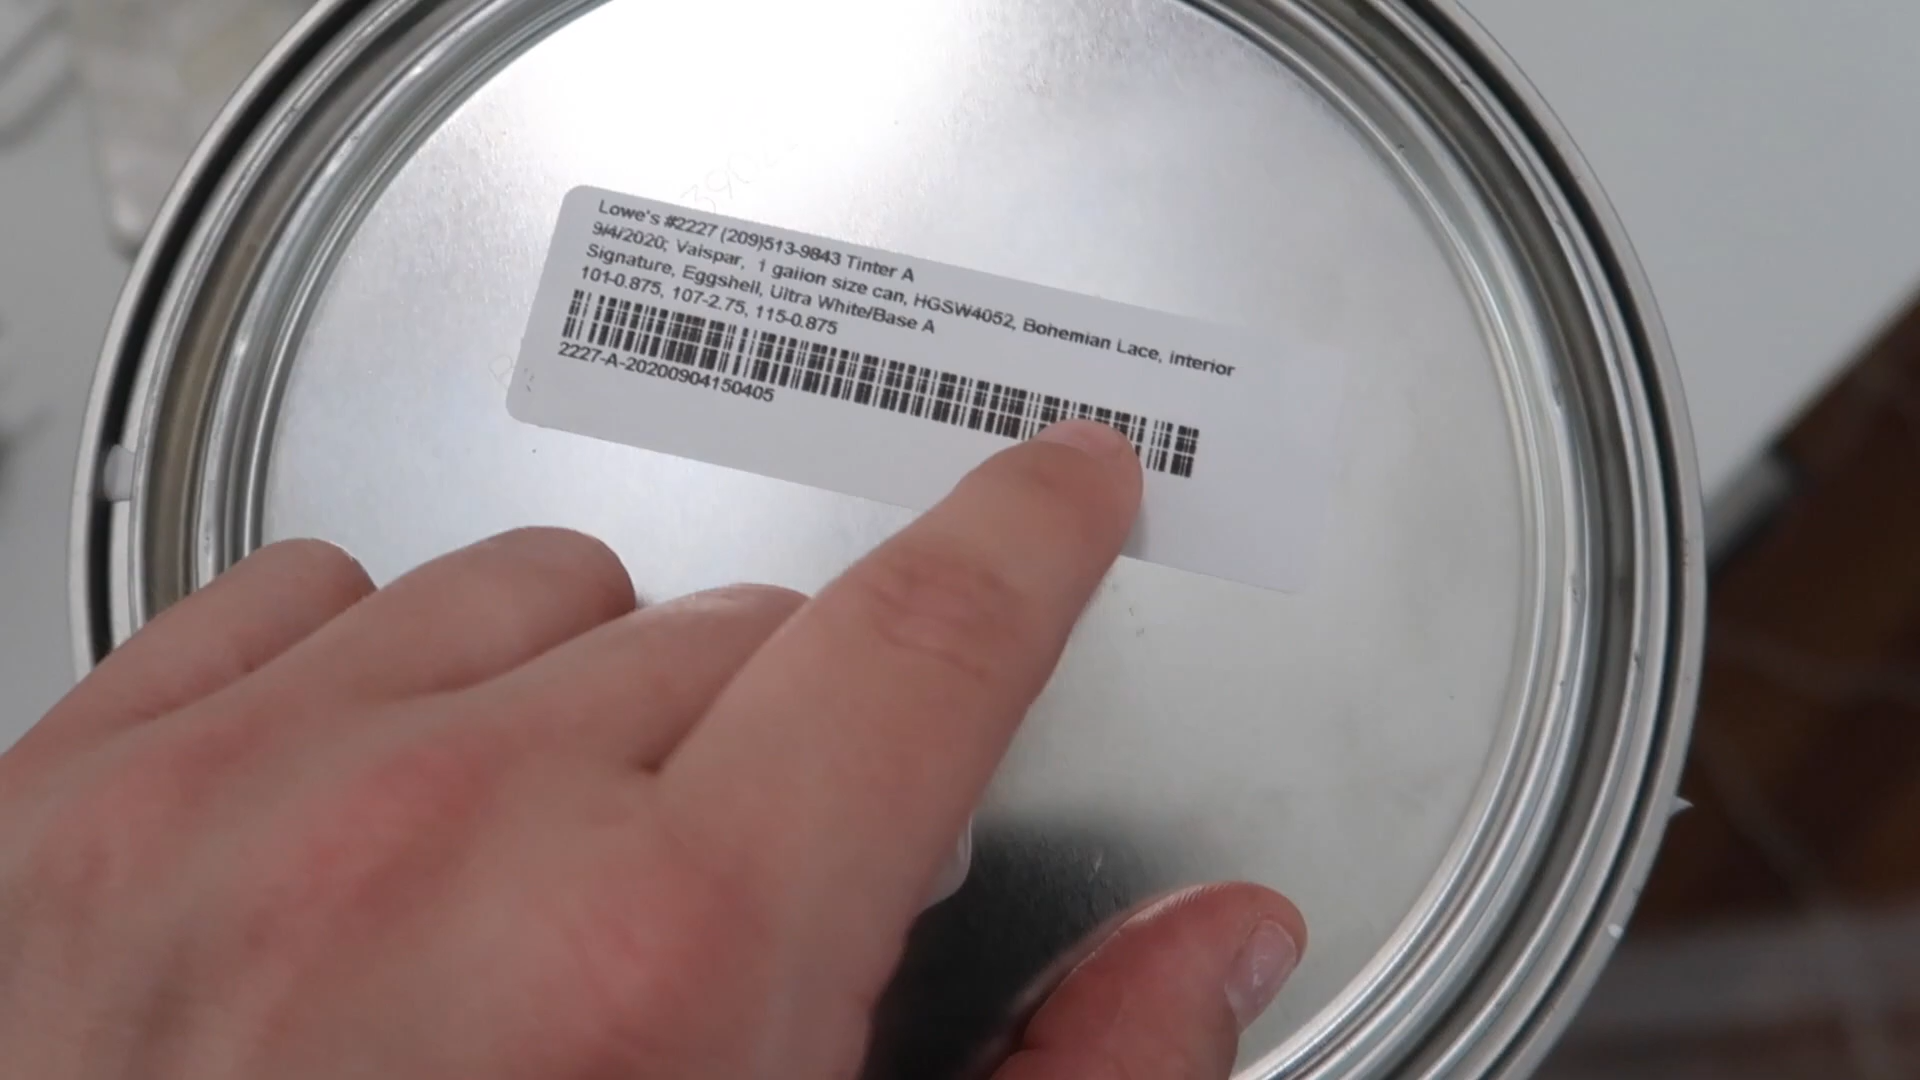 Lowe's #2227 (209)513-9843 Tinter A
9/4/2020; Valspar, 1 gallon size can, HGSW4052, Bohemian Lace, Interior
Signature, Eggshell, Ultra White/Base A
101-0.875, 107-2.75, 115-0.875
2227-A-20200904150405